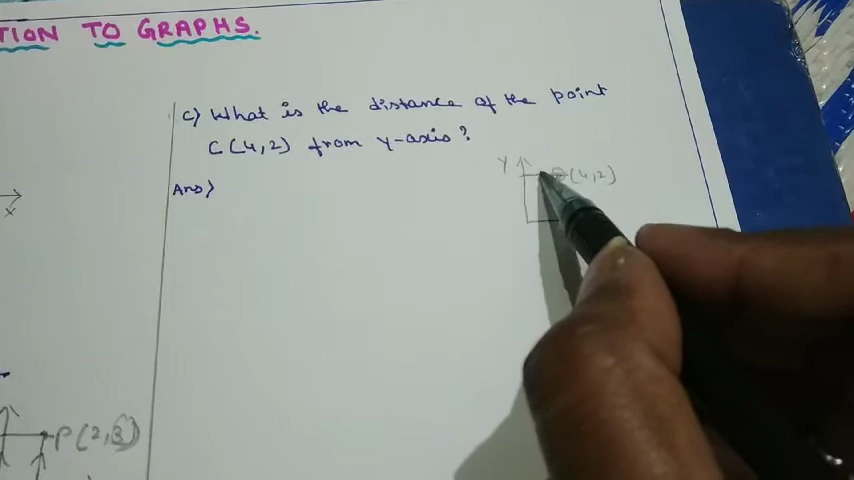 TION TO GRAPHS.
c) What is the distance of the point
C(4,2) from Y-axis?
Y
(4,2)
Ans)
X
P(2,3)